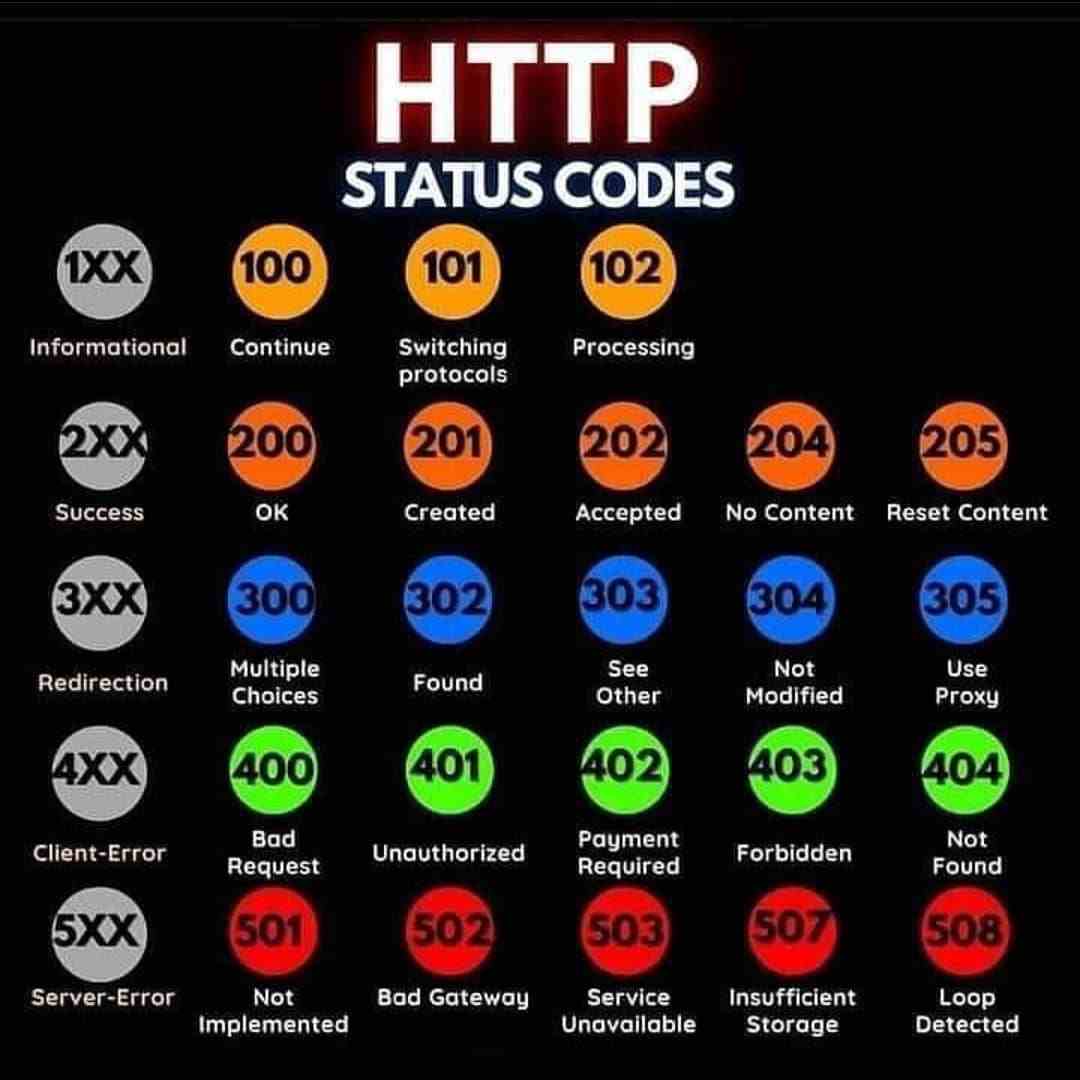 HTTP
STATUS CODES
1XX 100 101 102
Informational Continue Switching protocols Processing
2XX 200 201 202 204 205
Success OK Created Accepted No Content Reset Content
3XX 300 302 303 304 305
Redirection Multiple Choices Found See Other Not Modified Use Proxy
4XX 400 401 402 403 404
Client-Error Bad Request Unauthorized Payment Required Forbidden Not Found
5XX 501 502 503 507 508
Server-Error Not Implemented Bad Gateway Service Unavailable Insufficient Storage Loop Detected